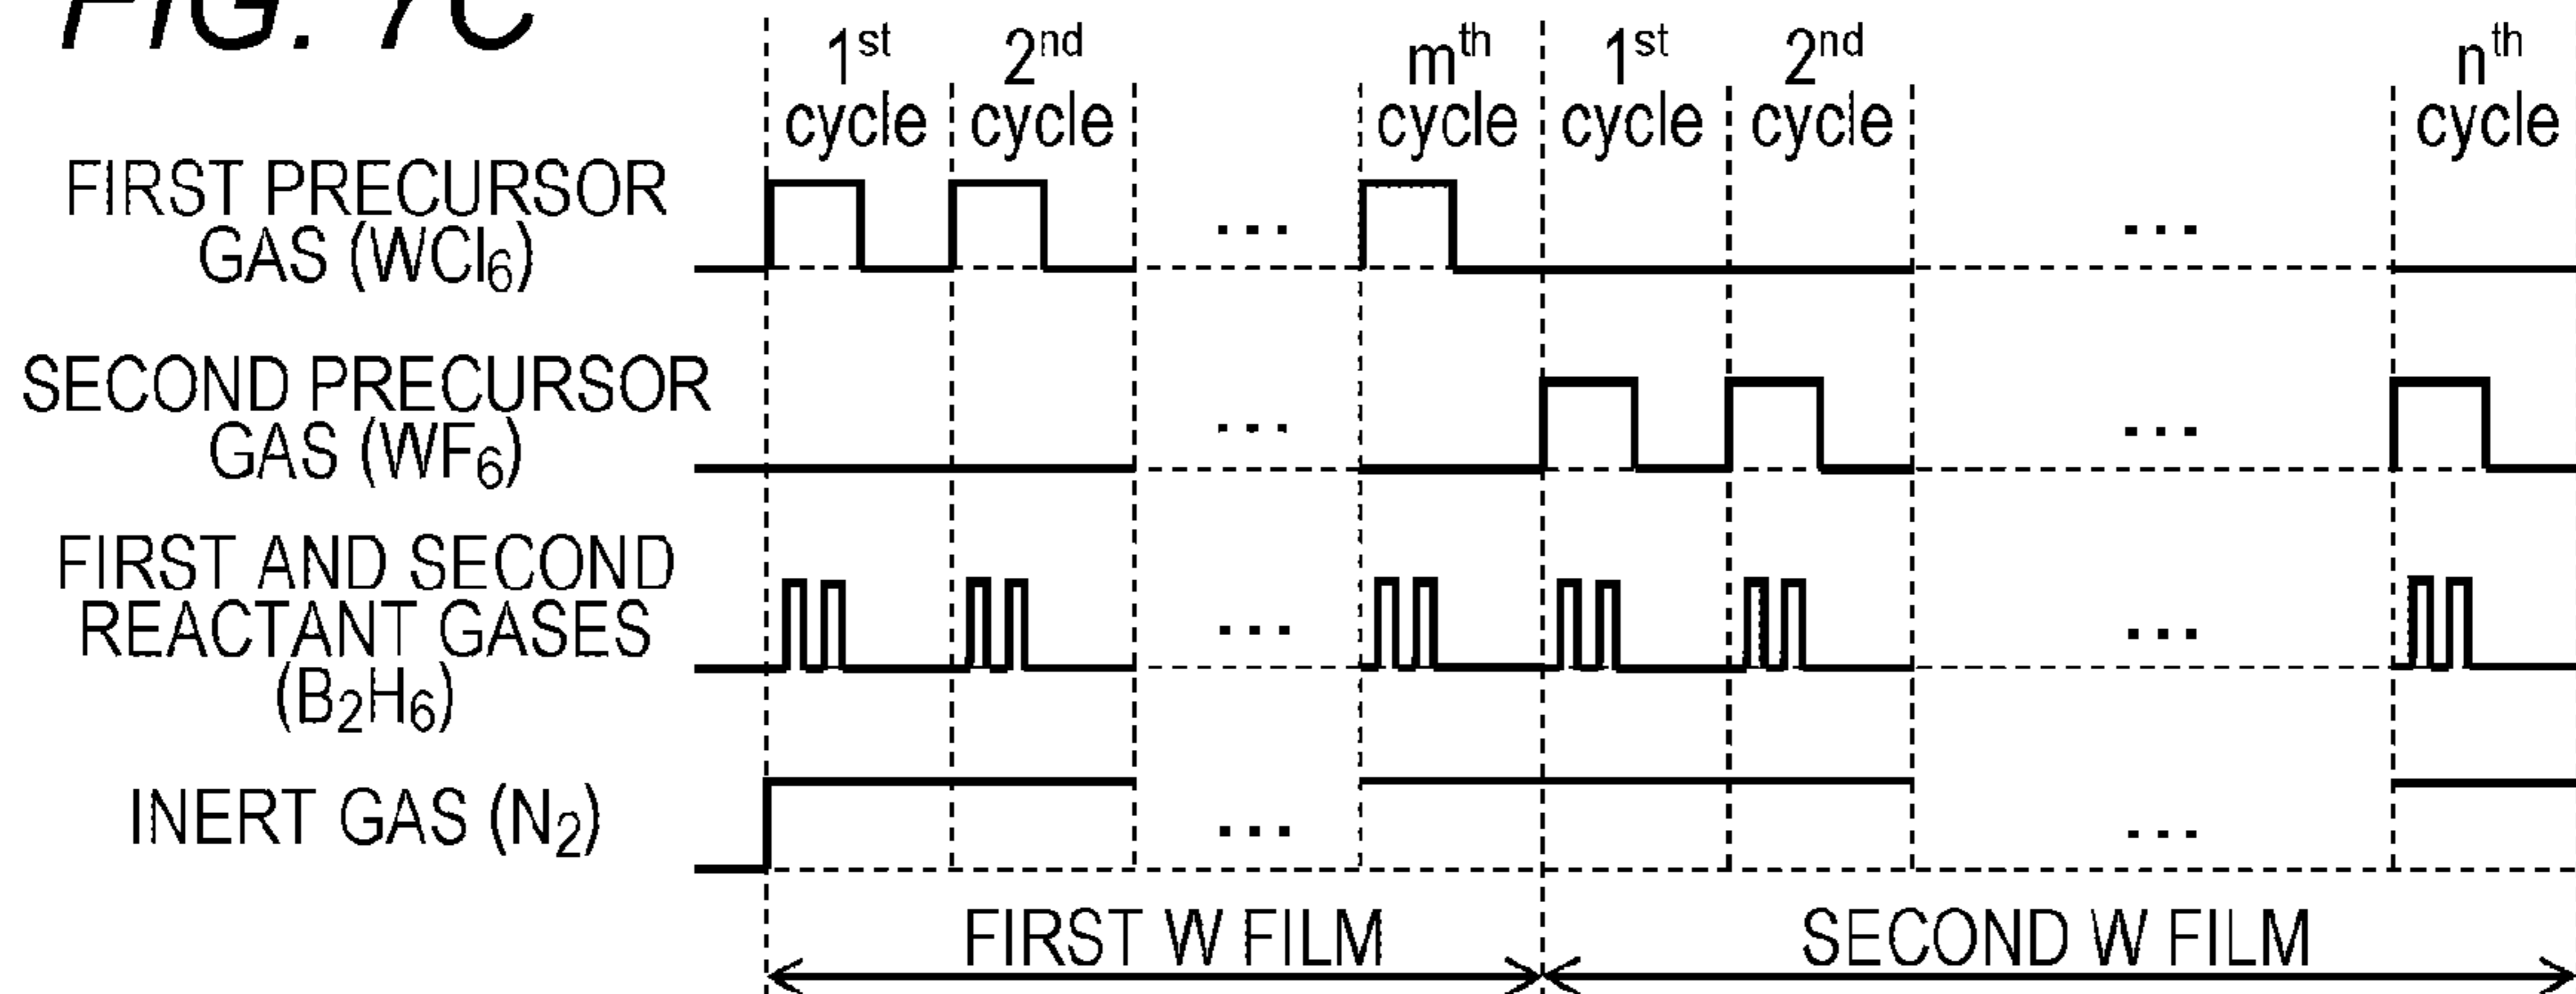 FIG. 7C
1st cycle
2nd cycle
...
mth cycle
1st cycle
2nd cycle
...
nth cycle
FIRST PRECURSOR
GAS (WCl6)
...
...
SECOND PRECURSOR
GAS (WF6)
...
...
FIRST AND SECOND
REACTANT GASES
(B2H6)
...
...
INERT GAS (N2)
...
...
FIRST W FILM
SECOND W FILM